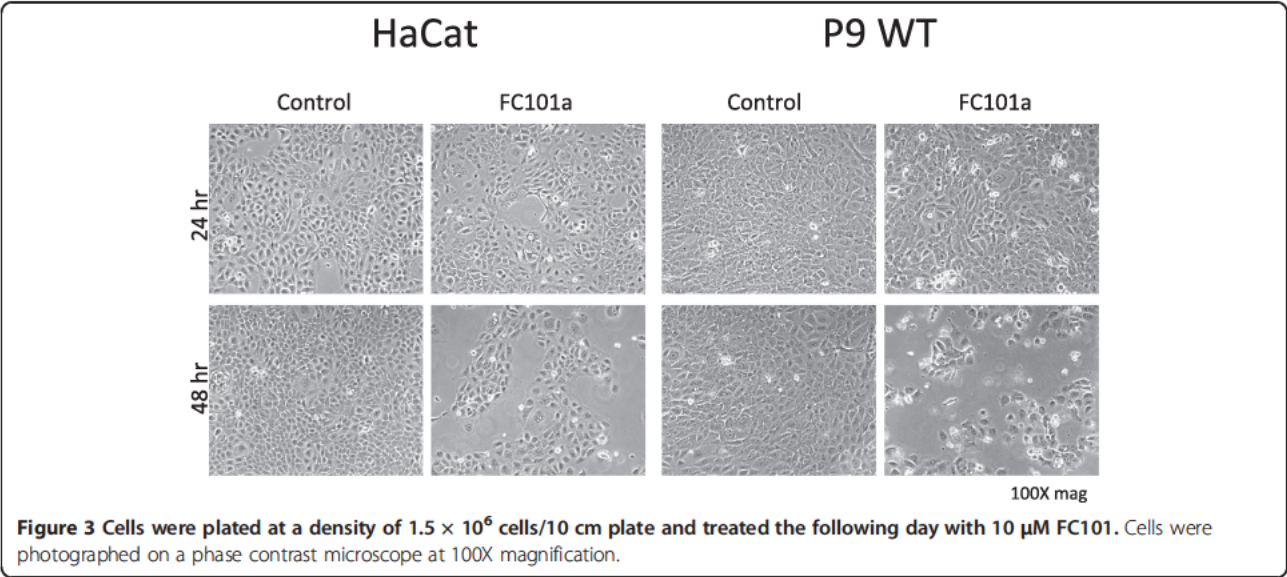 HaCat P9 WT
Control FC101a Control FC101a
24 hr
48 hr
100X mag
Figure 3 Cells were plated at a density of 1.5 × 10⁶ cells/10 cm plate and treated the following day with 10 μM FC101. Cells were
photographed on a phase contrast microscope at 100X magnification.